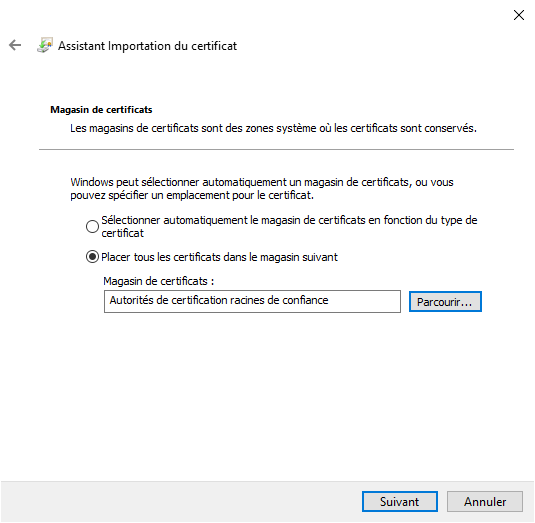 Assistant Importation du certificat
Magasin de certificats
Les magasins de certificats sont des zones système où les certificats sont conservés.
Windows peut sélectionner automatiquement un magasin de certificats, ou vous
pouvez spécifier un emplacement pour le certificat.
Sélectionner automatiquement le magasin de certificats en fonction du type de
certificat
Placer tous les certificats dans le magasin suivant
Magasin de certificats :
Autorités de certification racines de confiance
Parcourir...
Suivant
Annuler